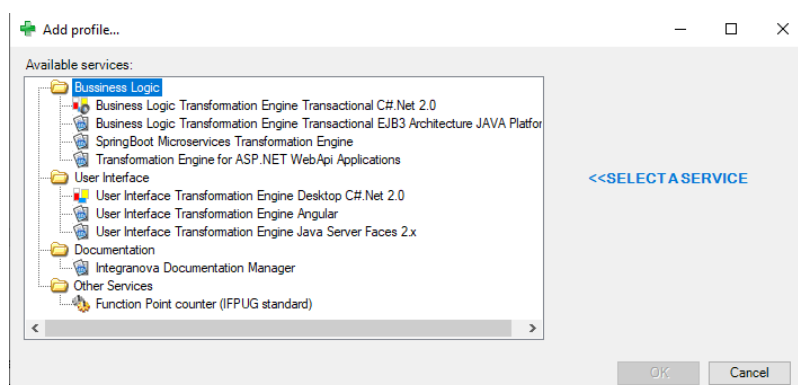 Add profile...
Available services:
Bussiness Logic
Business Logic Transformation Engine Transactional C#.Net 2.0
Business Logic Transformation Engine Transactional EJB3 Architecture JAVA Platfor
SpringBoot Microservices Transformation Engine
Transformation Engine for ASP.NET WebApi Applications
User Interface
User Interface Transformation Engine Desktop C#.Net 2.0
User Interface Transformation Engine Angular
User Interface Transformation Engine Java Server Faces 2.x
Documentation
Integranova Documentation Manager
Other Services
Function Point counter (IFPUG standard)
<<SELECT A SERVICE
OK Cancel